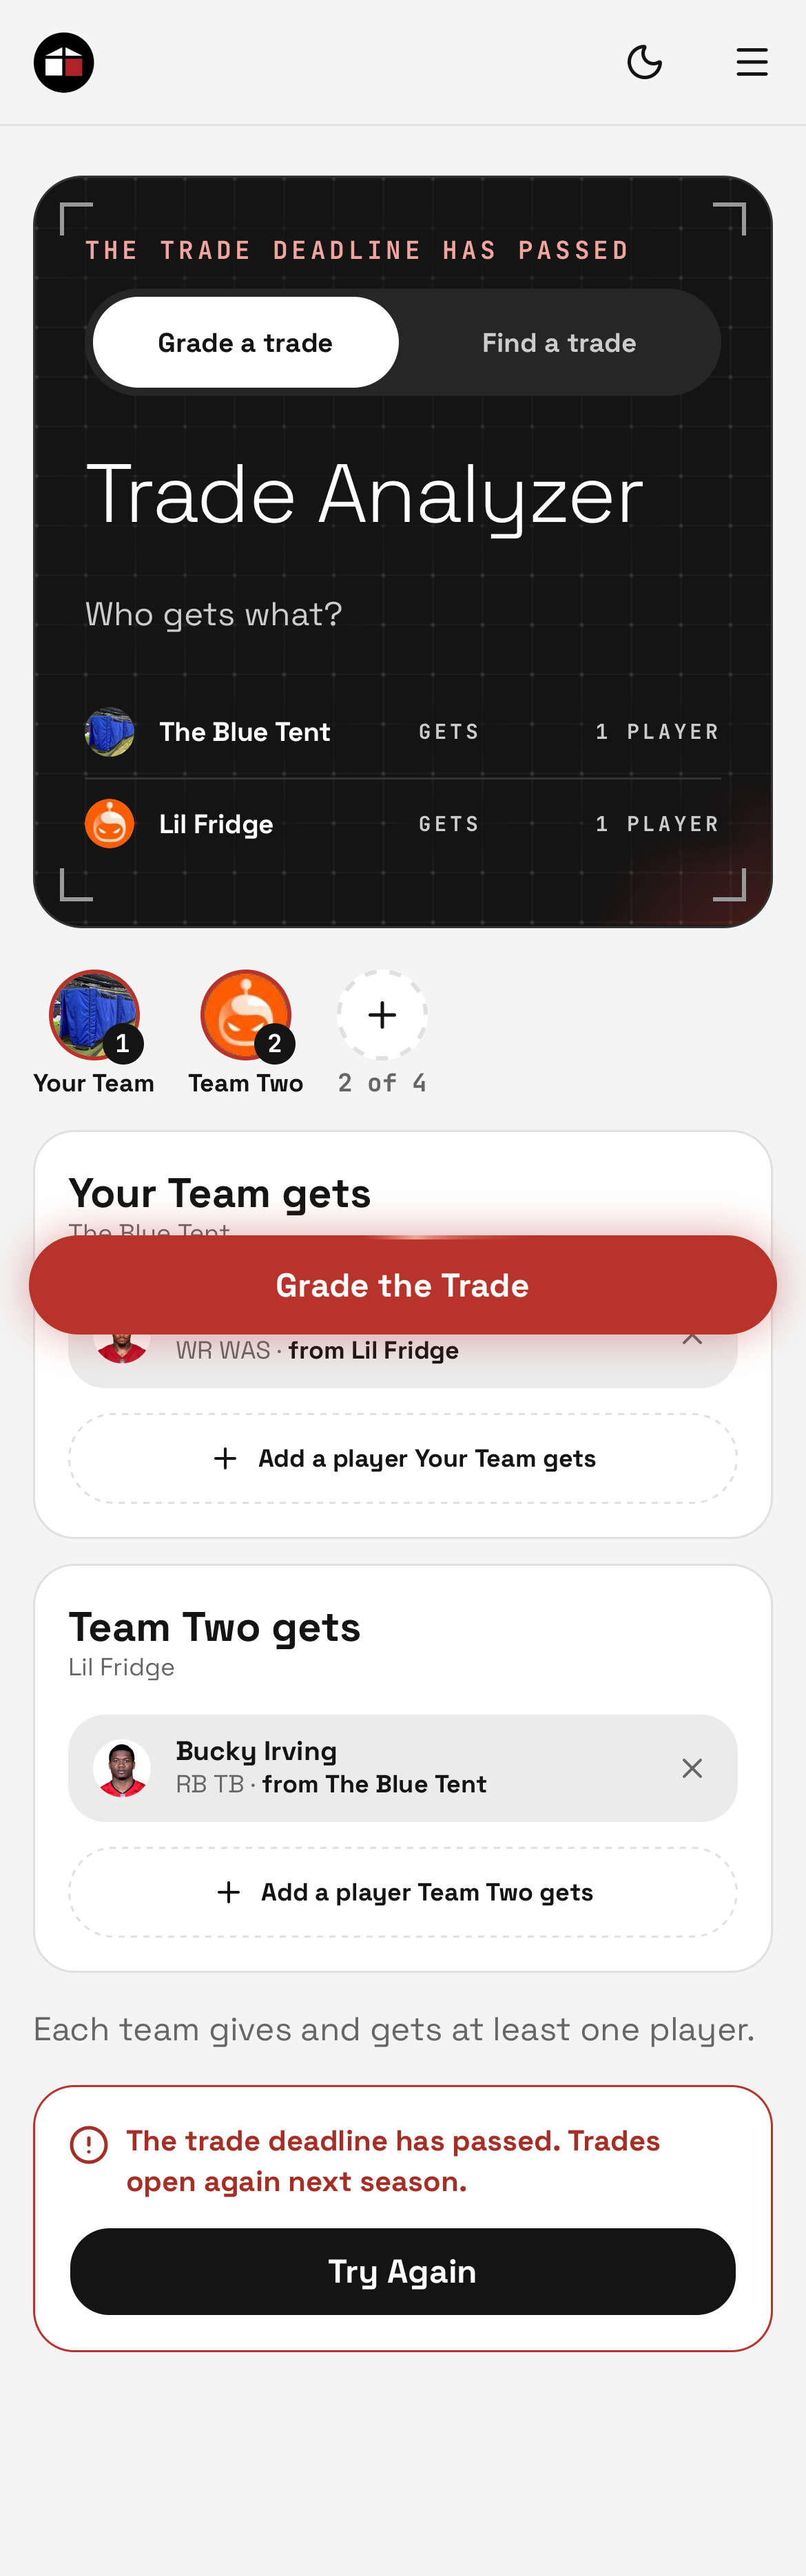 THE TRADE DEADLINE HAS PASSED
Grade a trade
Find a trade
Trade Analyzer
Who gets what?
The Blue Tent GETS 1 PLAYER
Lil Fridge GETS 1 PLAYER
1
2
Your Team
Team Two
2 of 4
Your Team gets
The Blue Tent
Grade the Trade
WR WAS · from Lil Fridge
Add a player Your Team gets
Team Two gets
Lil Fridge
Bucky Irving
RB TB · from The Blue Tent
Add a player Team Two gets
Each team gives and gets at least one player.
The trade deadline has passed. Trades
open again next season.
Try Again